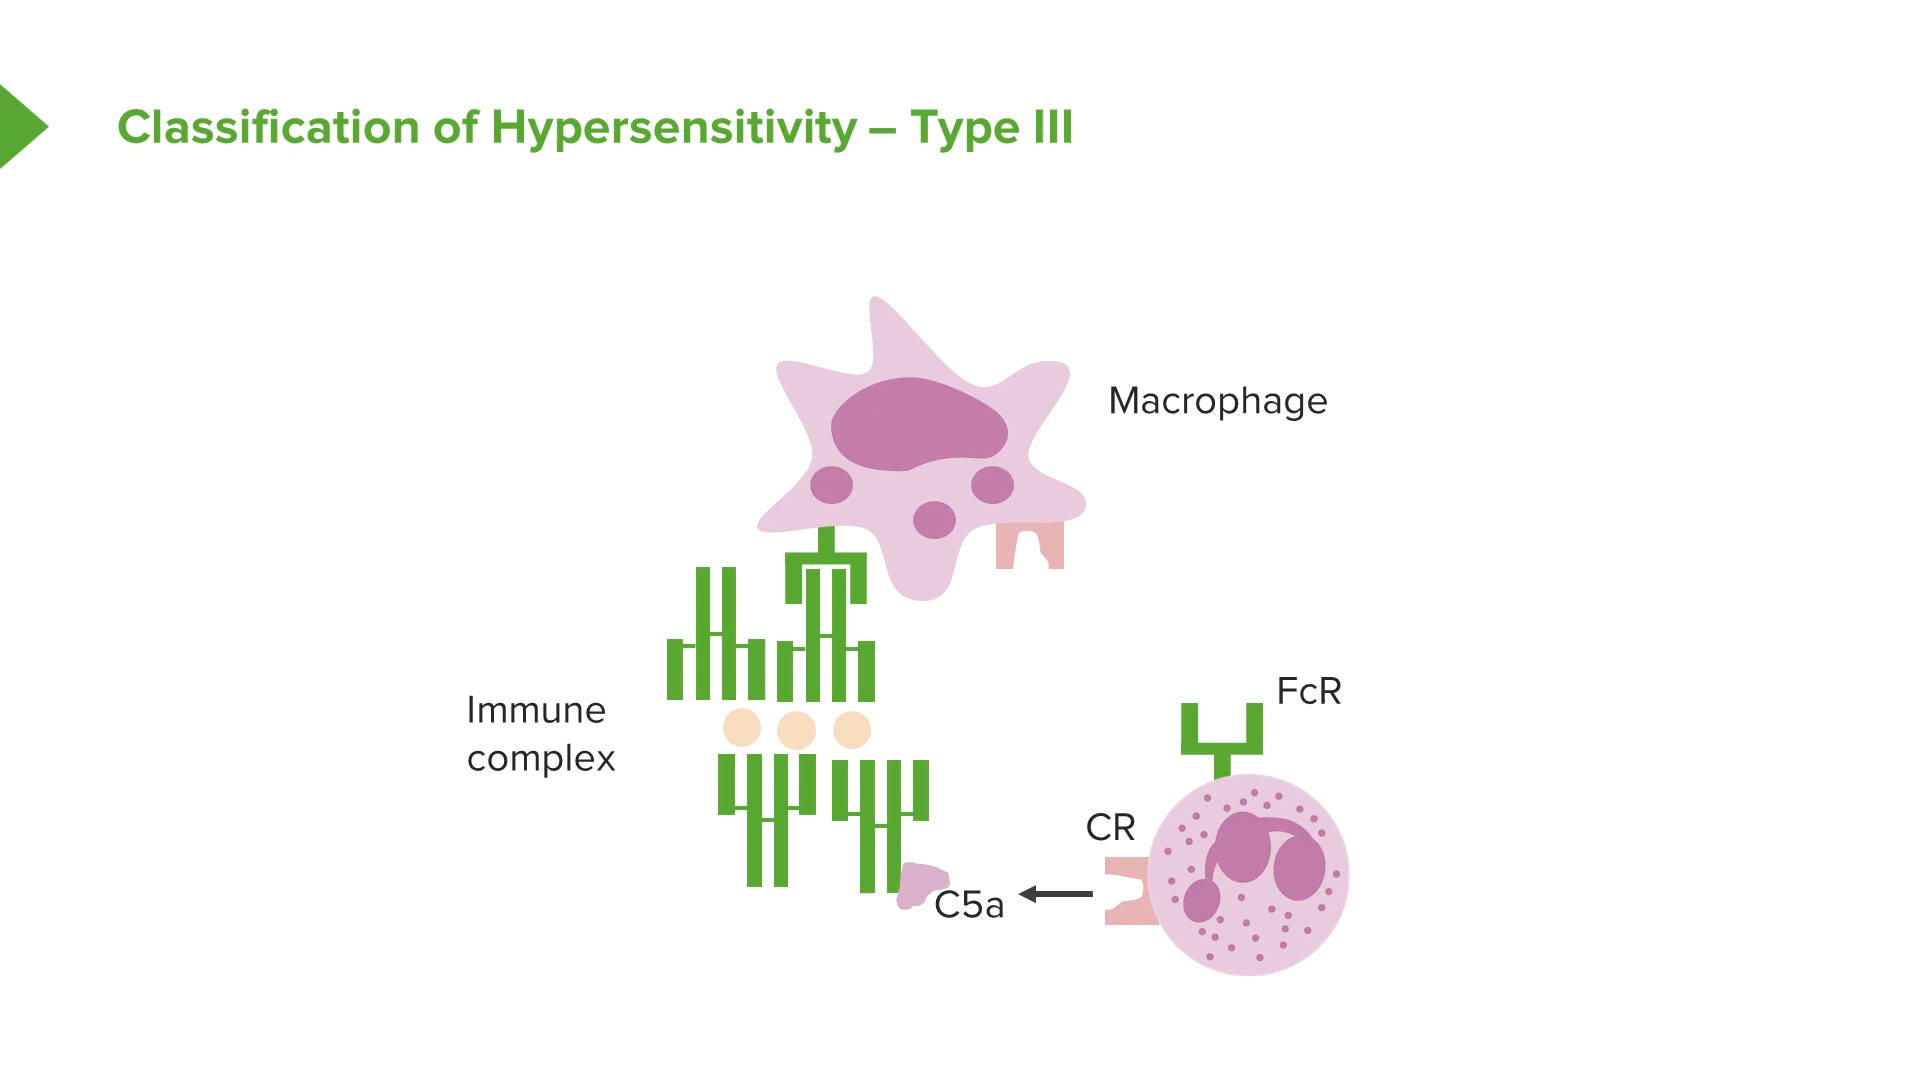 Classification of Hypersensitivity – Type III
Macrophage
Immune
complex
FcR
CR
C5a